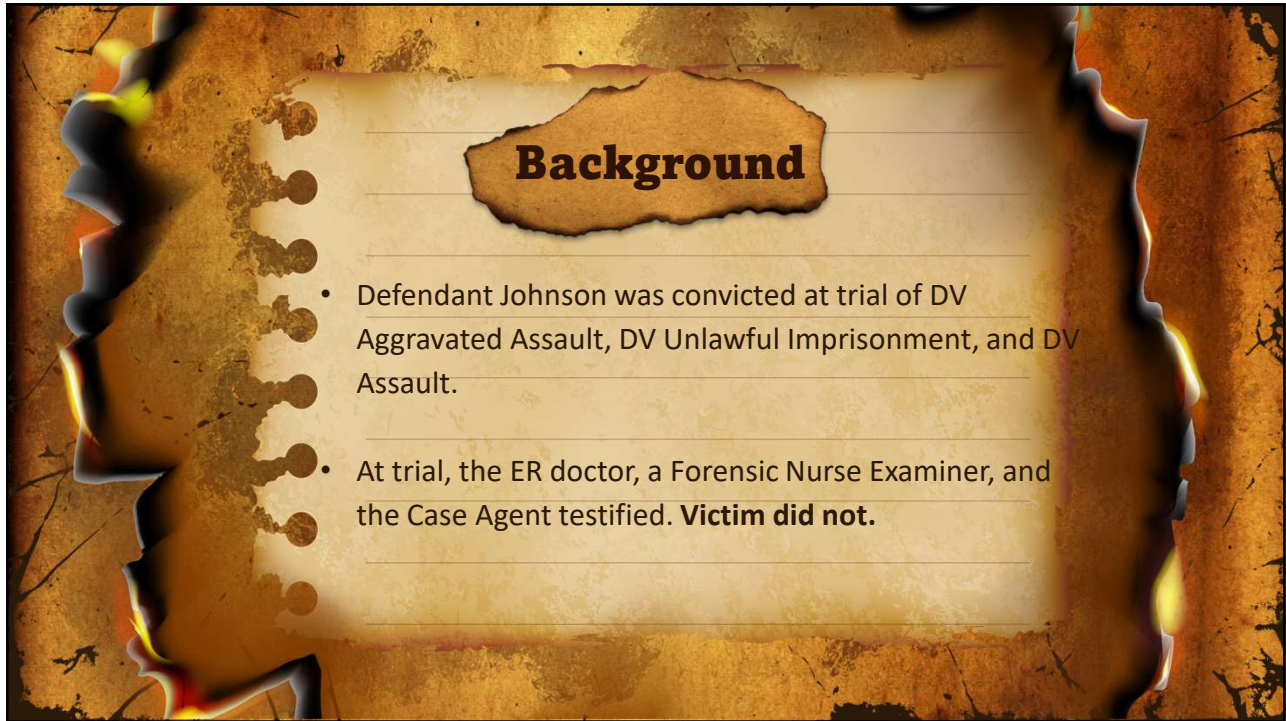 Background
• Defendant Johnson was convicted at trial of DV
Aggravated Assault, DV Unlawful Imprisonment, and DV
Assault.
• At trial, the ER doctor, a Forensic Nurse Examiner, and
the Case Agent testified. Victim did not.